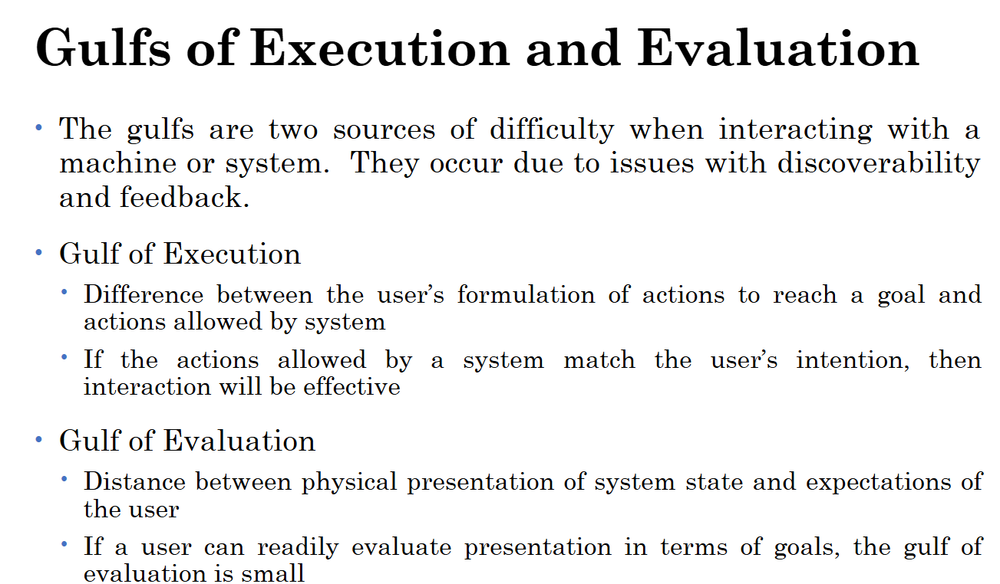 Gulfs of Execution and Evaluation
• The gulfs are two sources of difficulty when interacting with a
machine or system.  They occur due to issues with discoverability
and feedback.
• Gulf of Execution
• Difference between the user’s formulation of actions to reach a goal and
actions allowed by system
• If the actions allowed by a system match the user’s intention, then
interaction will be effective
• Gulf of Evaluation
• Distance between physical presentation of system state and expectations of
the user
• If a user can readily evaluate presentation in terms of goals, the gulf of
evaluation is small